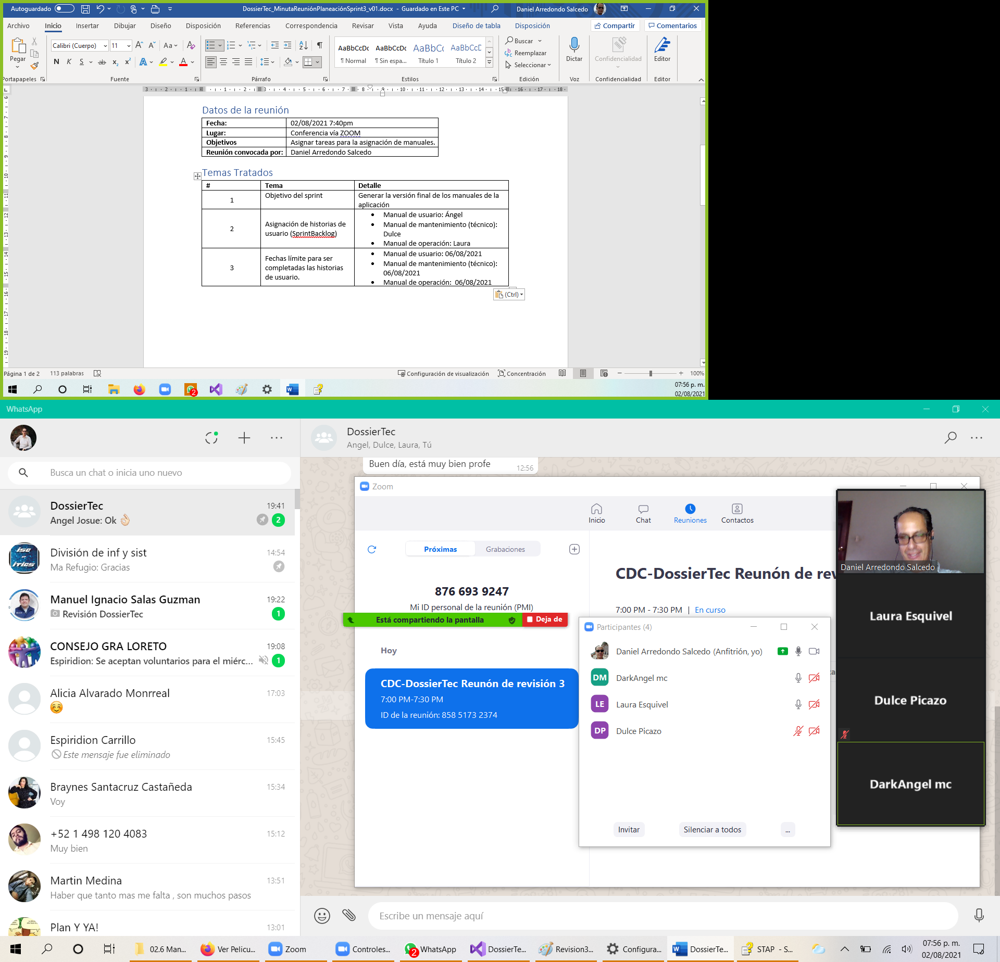 Autoguardado
DossierTec_MinutaReuniónPlaneaciónSprint3_v01.docx - Guardado en Este PC
Daniel Arredondo Salcedo
Archivo Inicio Insertar Dibujar Diseño Disposición Referencias Correspondencia Revisar Vista Ayuda Diseño de tabla Disposición Compartir Comentarios
Pegar
Calibri (Cuerpo) 11
N K S ab x₂ x²
AaBbCcDc AaBbCcDc AaBbC( AaBbCcE
¶ Normal ¶ Sin espa... Título 1 Título 2
Buscar
Reemplazar
Seleccionar
Dictar
Confidencialidad
Editor
Portapapeles Fuente Párrafo Estilos Edición Voz Confidencialidad Editor
Datos de la reunión
Fecha: 02/08/2021 7:40pm
Lugar: Conferencia vía ZOOM
Objetivos Asignar tareas para la asignación de manuales.
Reunión convocada por: Daniel Arredondo Salcedo
Temas Tratados
# Tema Detalle
1 Objetivo del sprint Generar la versión final de los manuales de la
aplicación
2 Asignación de historias de
usuario (SprintBacklog)
• Manual de usuario: Ángel
• Manual de mantenimiento (técnico):
Dulce
• Manual de operación: Laura
3 Fechas límite para ser
completadas las historias
de usuario.
• Manual de usuario: 06/08/2021
• Manual de mantenimiento (técnico):
06/08/2021
• Manual de operación: 06/08/2021
(Ctrl)
Página 1 de 2 113 palabras Configuración de visualización Concentración 100%
2
07:56 p. m.
02/08/2021
WhatsApp
Busca un chat o inicia uno nuevo
DossierTec 19:41
Angel Josue: Ok 👌🏻 2
División de inf y sist 14:54
Ma Refugio: Gracias
Manuel Ignacio Salas Guzman 19:22
Revisión DossierTec 1
CONSEJO GRA LORETO 19:08
Espiridion: Se aceptan voluntarios para el miérc... 1
Alicia Alvarado Monrreal 17:03
😊
Espiridion Carrillo 15:45
Este mensaje fue eliminado
Braynes Santacruz Castañeda 15:34
Voy
+52 1 498 120 4083 15:12
Muy bien
Martin Medina 13:51
Haber que tanto mas me falta , son muchos pasos
Plan Y YA! 13:01
DossierTec
Angel, Dulce, Laura, Tú
Buen día, está muy bien profe 12:56
Zoom
Inicio Chat Reuniones Contactos
Próximas Grabaciones
876 693 9247
Mi ID personal de la reunión (PMI)
Está compartiendo la pantalla Deja de
Hoy
CDC-DossierTec Reunón de revisión 3
7:00 PM-7:30 PM
ID de la reunión: 858 5173 2374
CDC-DossierTec Reunón de rev
7:00 PM - 7:30 PM | En curso
Participantes (4)
Daniel Arredondo Salcedo (Anfitrión, yo)
DM DarkAngel mc
LE Laura Esquivel
DP Dulce Picazo
Invitar Silenciar a todos ...
Daniel Arredondo Salcedo
Laura Esquivel
Dulce Picazo
DarkAngel mc
Escribe un mensaje aquí
02.6 Man... Ver Pelicu... Zoom Controles... 2 WhatsApp DossierTe... Revision3... Configura... DossierTe... STAP - S...
07:56 p. m.
02/08/2021